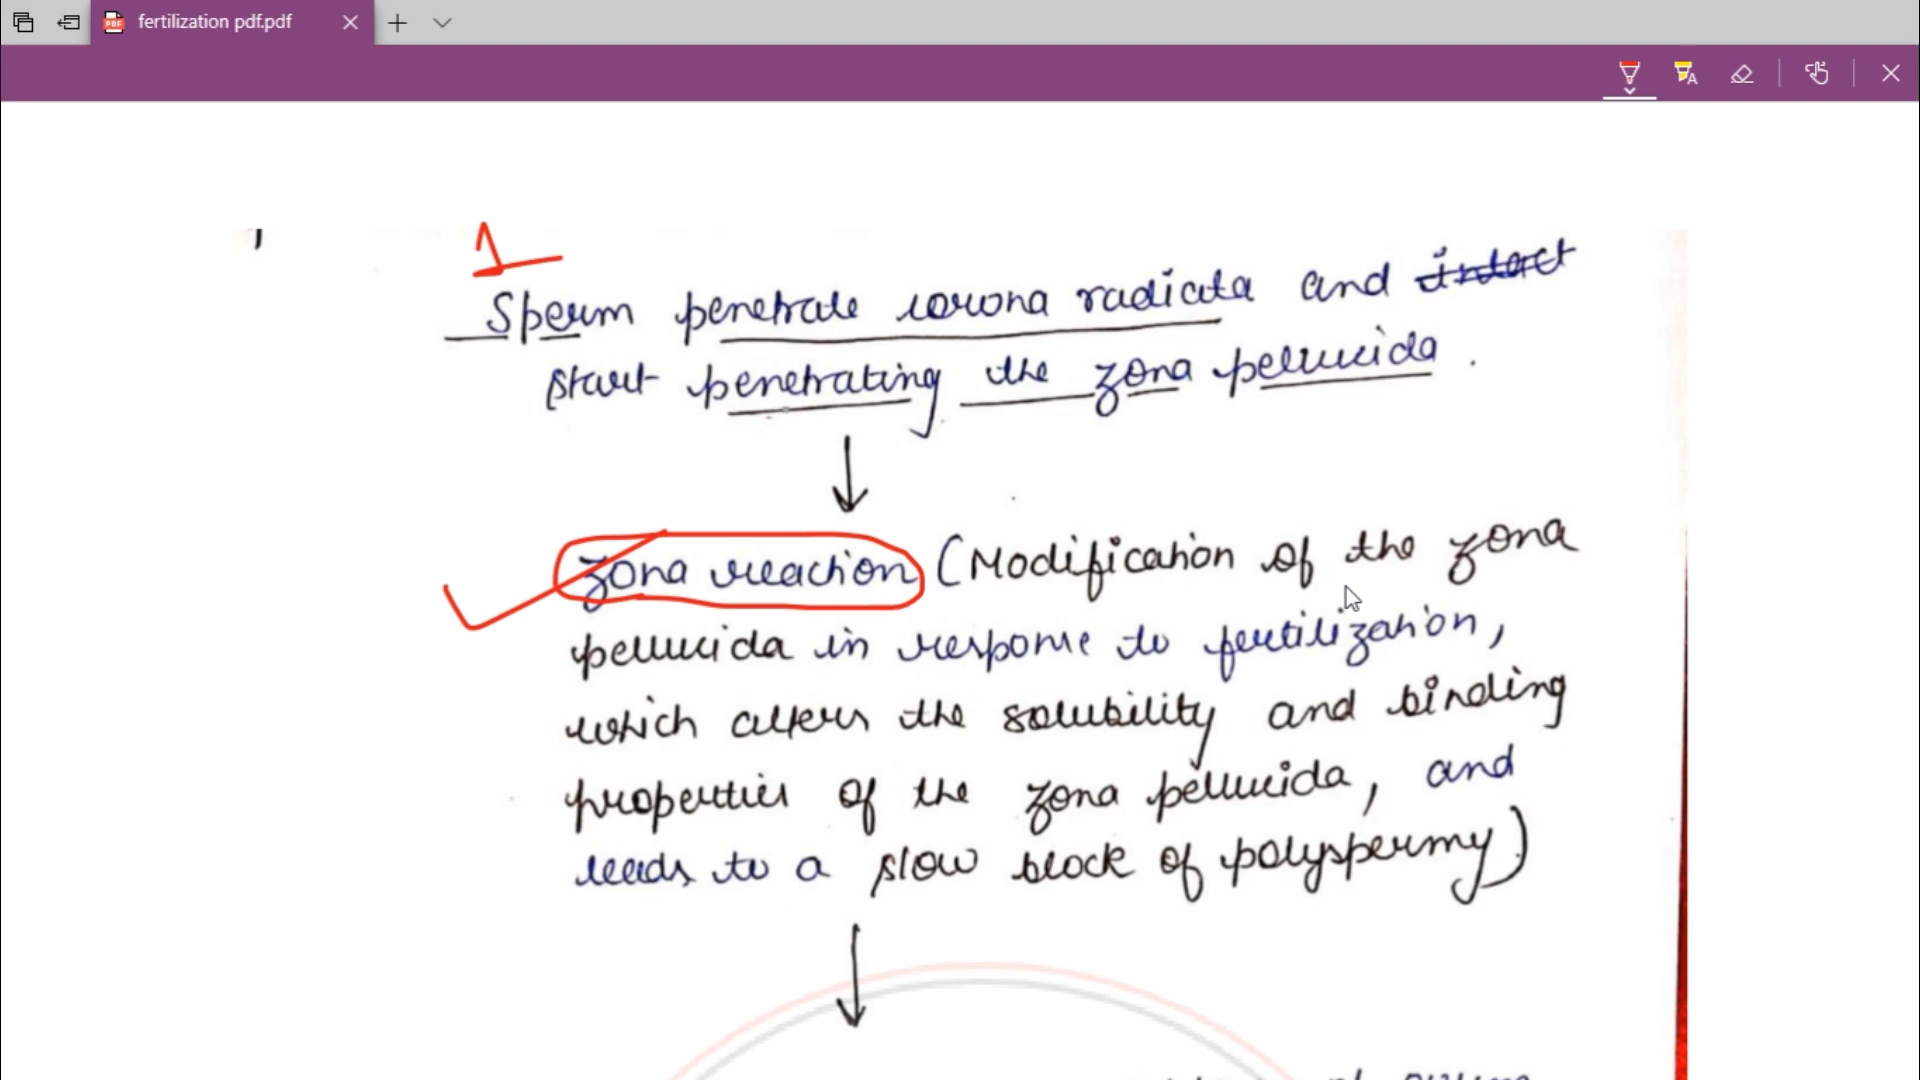 fertilization pdf.pdf
1
Sperm penetrate corona radiata and intact
start penetrating the zona pellucida .
zona reaction (Modification of the zona
pellucida in response to fertilization,
which alters the solubility and binding
properties of the zona pellucida, and
leads to a slow block of polyspermy)